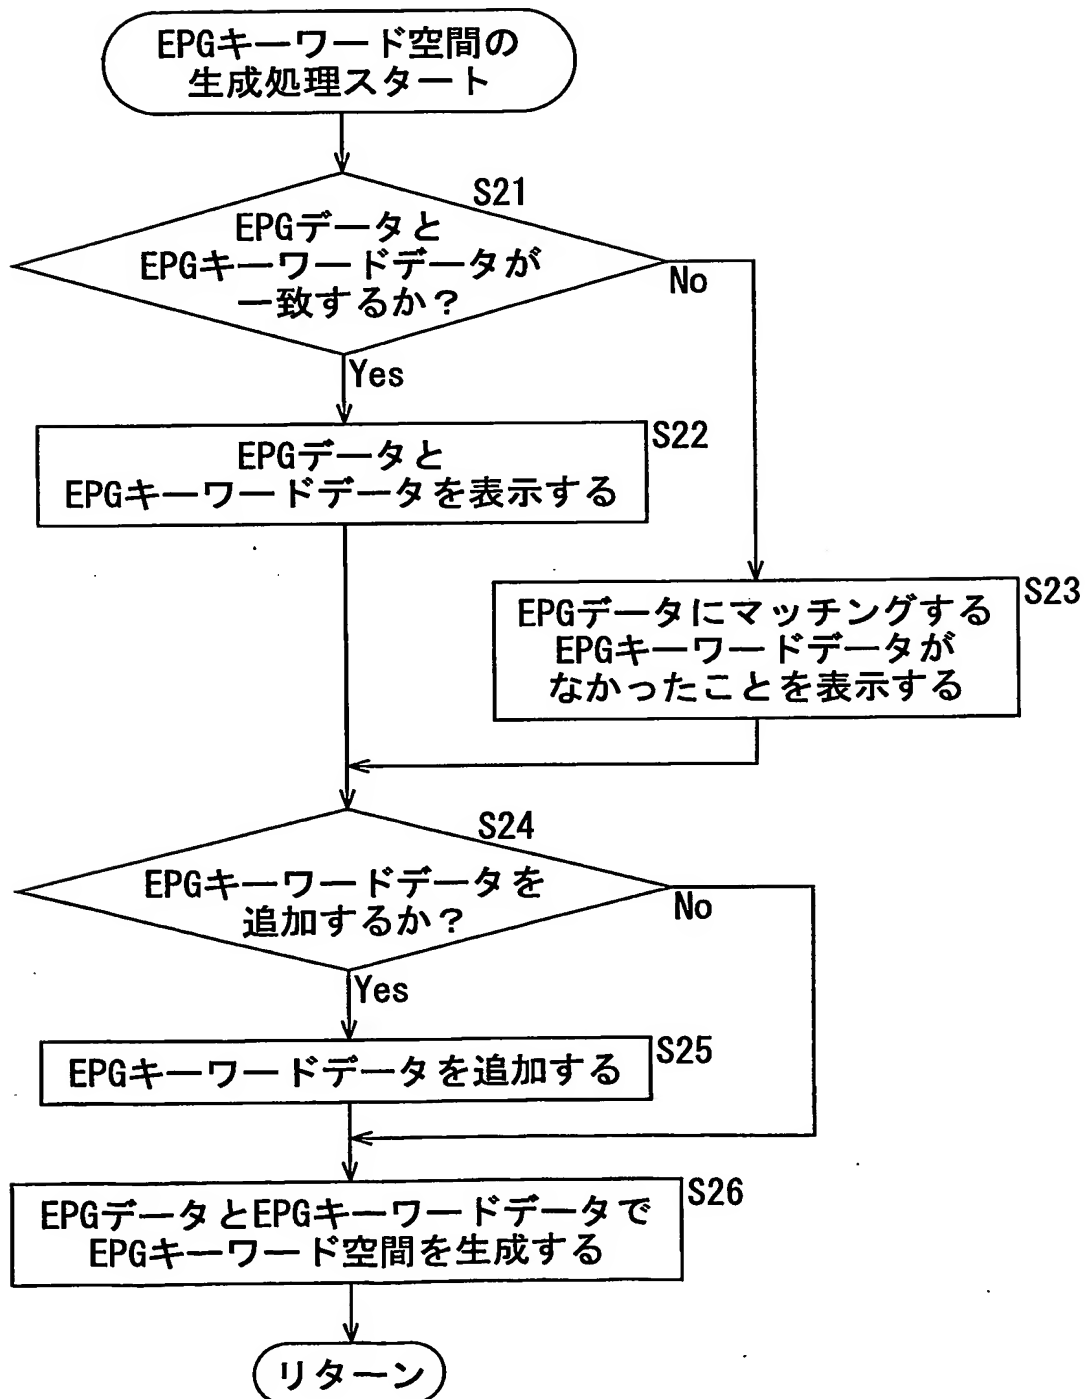 EPGキーワード空間の
生成処理スタート
S21
EPGデータと
EPGキーワードデータが
一致するか？
No
Yes
S22
EPGデータと
EPGキーワードデータを表示する
S23
EPGデータにマッチングする
EPGキーワードデータが
なかったことを表示する
S24
EPGキーワードデータを
追加するか？
No
Yes
S25
EPGキーワードデータを追加する
S26
EPGデータとEPGキーワードデータで
EPGキーワード空間を生成する
リターン